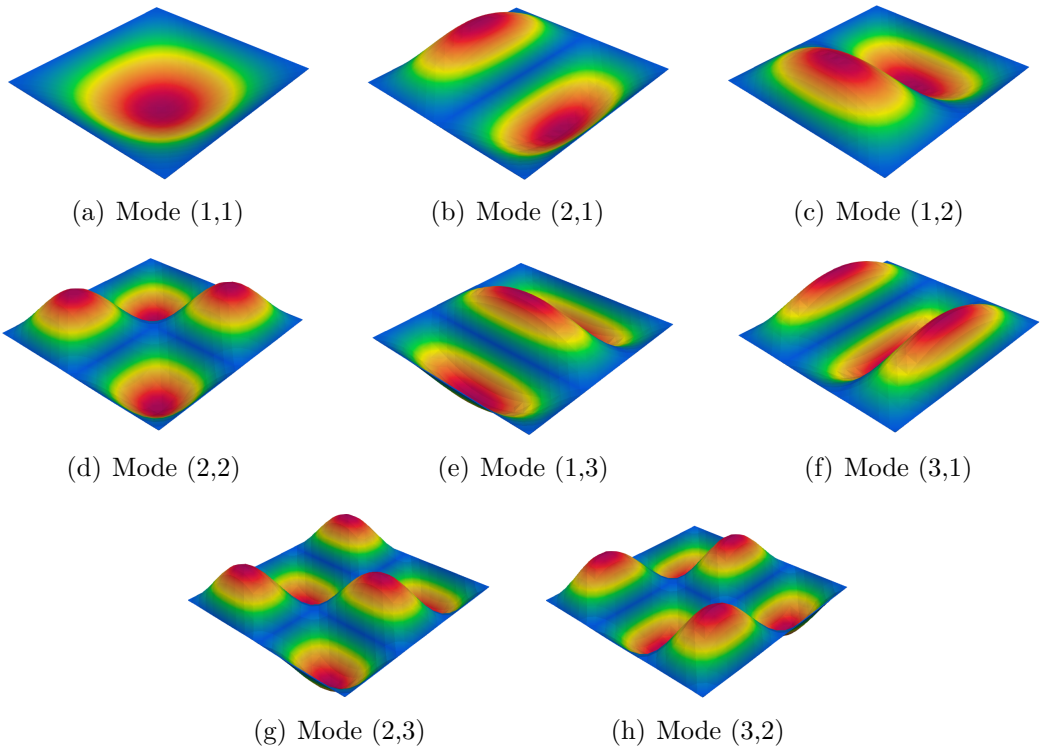 (a) Mode (1,1)
(b) Mode (2,1)
(c) Mode (1,2)
(d) Mode (2,2)
(e) Mode (1,3)
(f) Mode (3,1)
(g) Mode (2,3)
(h) Mode (3,2)